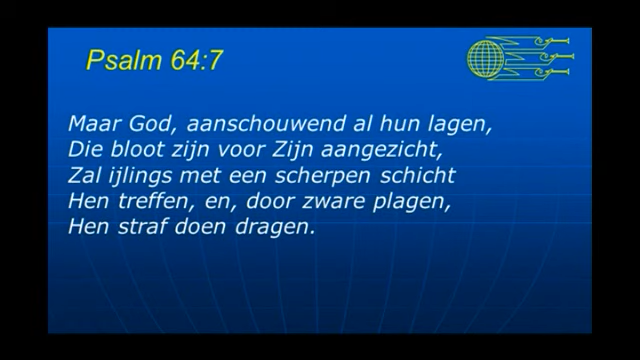 Psalm 64:7
Maar God, aanschouwend al hun lagen,
Die bloot zijn voor Zijn aangezicht,
Zal ijlings met een scherpen schicht
Hen treffen, en, door zware plagen,
Hen straf doen dragen.